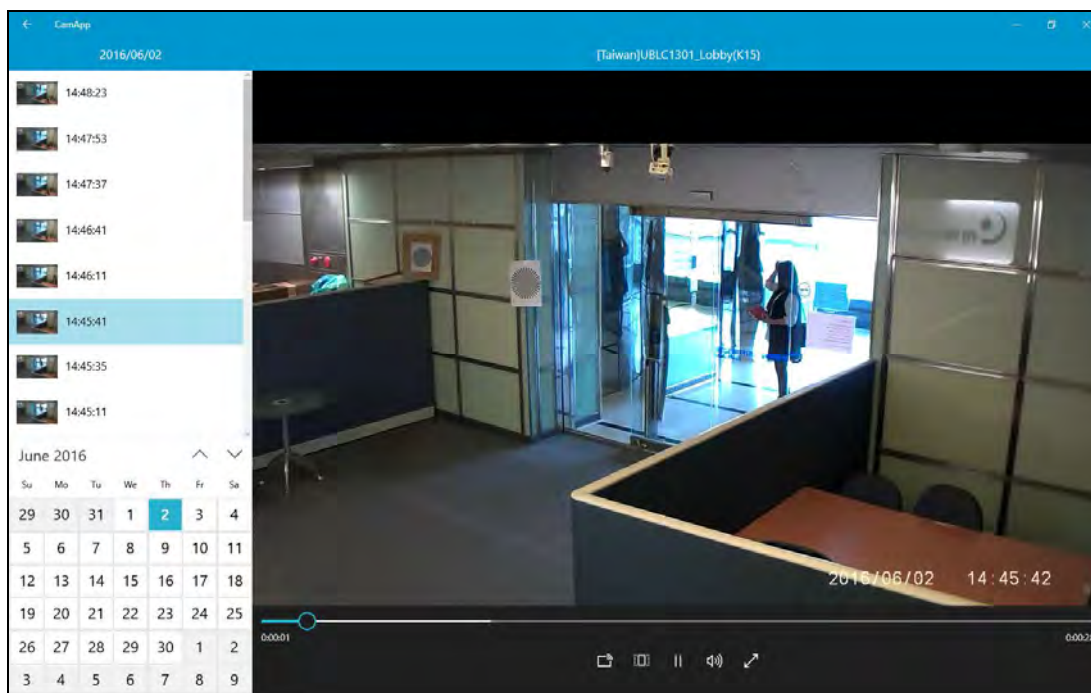 CamApp
2016/06/02
[Taiwan]UBLC1301_Lobby(K15)
14:48:23
14:47:53
14:47:37
14:46:41
14:46:11
14:45:41
14:45:35
14:45:11
June 2016
Su Mo Tu We Th Fr Sa
29 30 31 1 2 3 4
5 6 7 8 9 10 11
12 13 14 15 16 17 18
19 20 21 22 23 24 25
26 27 28 29 30 1 2
3 4 5 6 7 8 9
2016/06/02 14:45:42
0:00:01